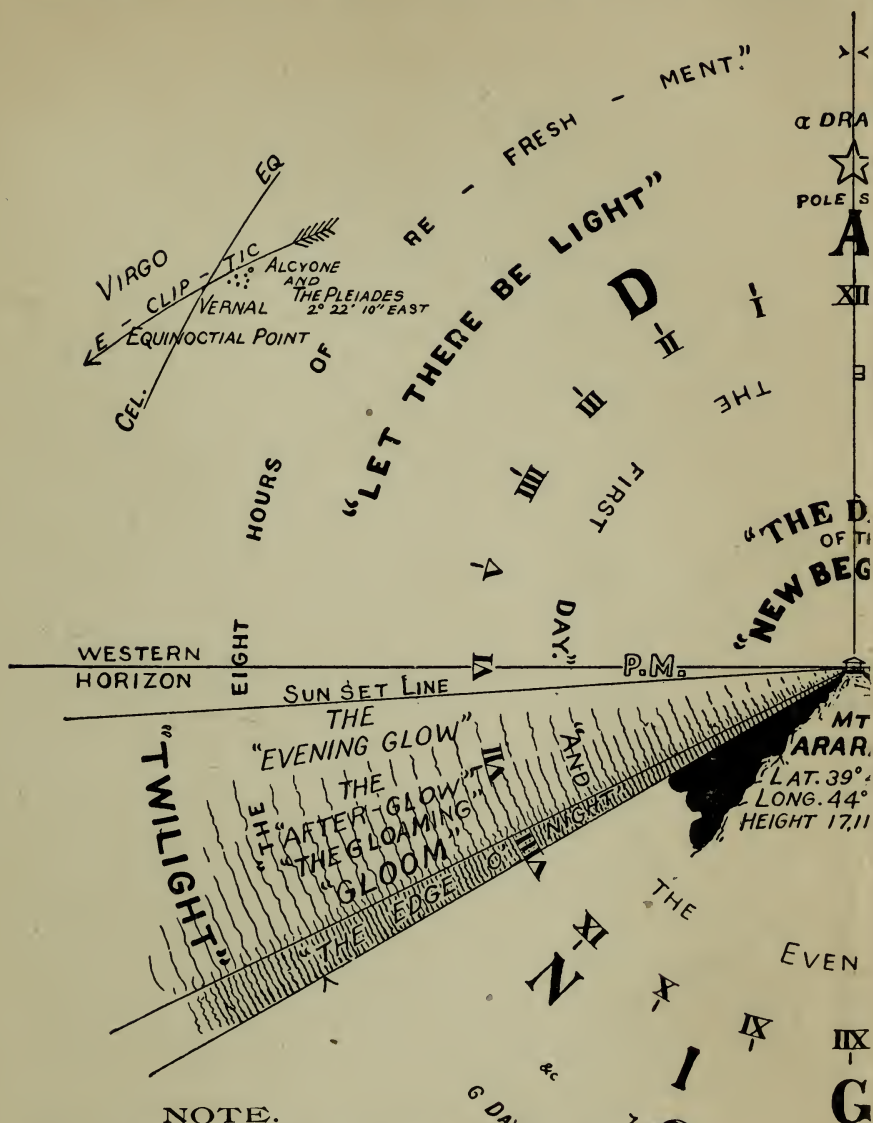 RE - FRESH - MENT."
α DRA
POLE S
A
XII
"LET THERE BE LIGHT"
D
I
II
III
IIII
V
VI
EQ
VIRGO
E - CLIP - TIC
ALCYONE
AND
THE PLEIADES
2° 22' 10" EAST
VERNAL
EQUINOCTIAL POINT
CEL.
EIGHT HOURS OF
THE
FIRST
DAY."
"THE D
OF TH
"NEW BEG
WESTERN
HORIZON
P.M.
SUN SET LINE
"TWILIGHT"
THE
"EVENING GLOW"
"THE
THE
"AFTER-GLOW"
"THE GLOAMING"
"GLOOM"
"THE EDGE O' NIGHT"
"AND
VII
VIII
MT
ARAR
LAT. 39°
LONG. 44°
HEIGHT 17,11
THE
EVEN
XI
X
IX
IIX
N
I
G
&c
6 DAY
NOTE.